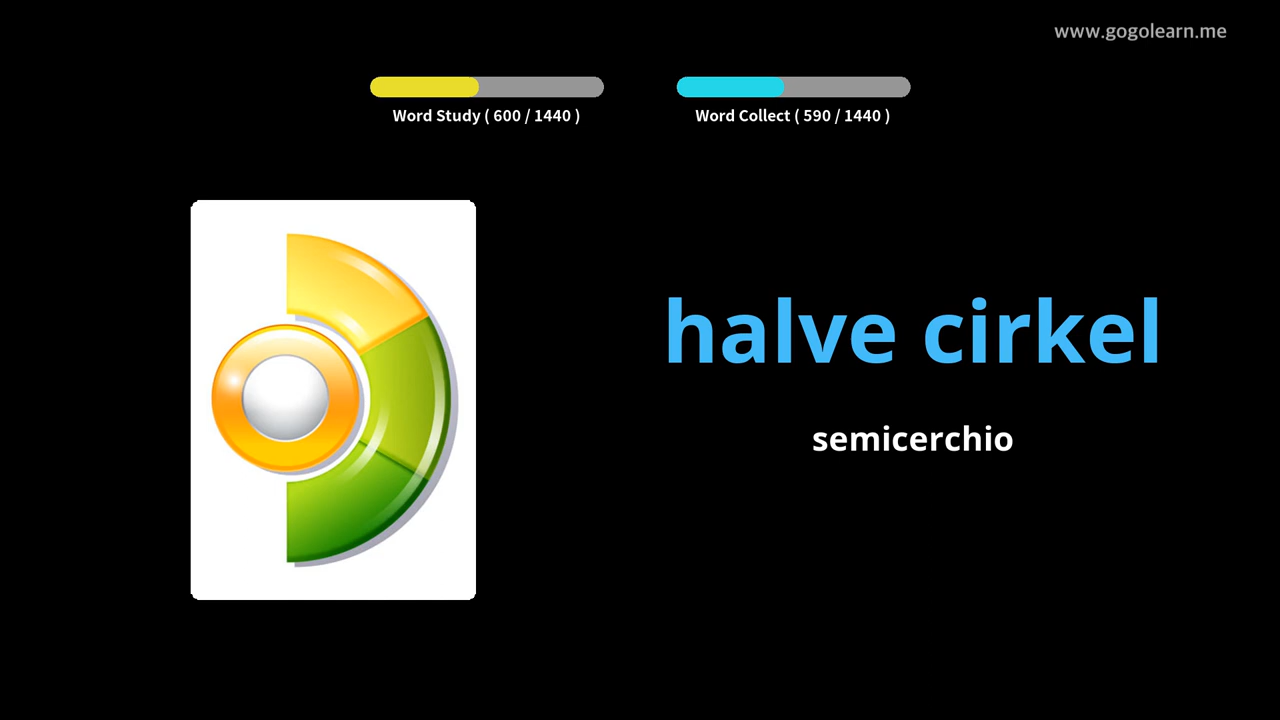 www.gogolearn.me
Word Study ( 600 / 1440 )
Word Collect ( 590 / 1440 )
halve cirkel
semicerchio